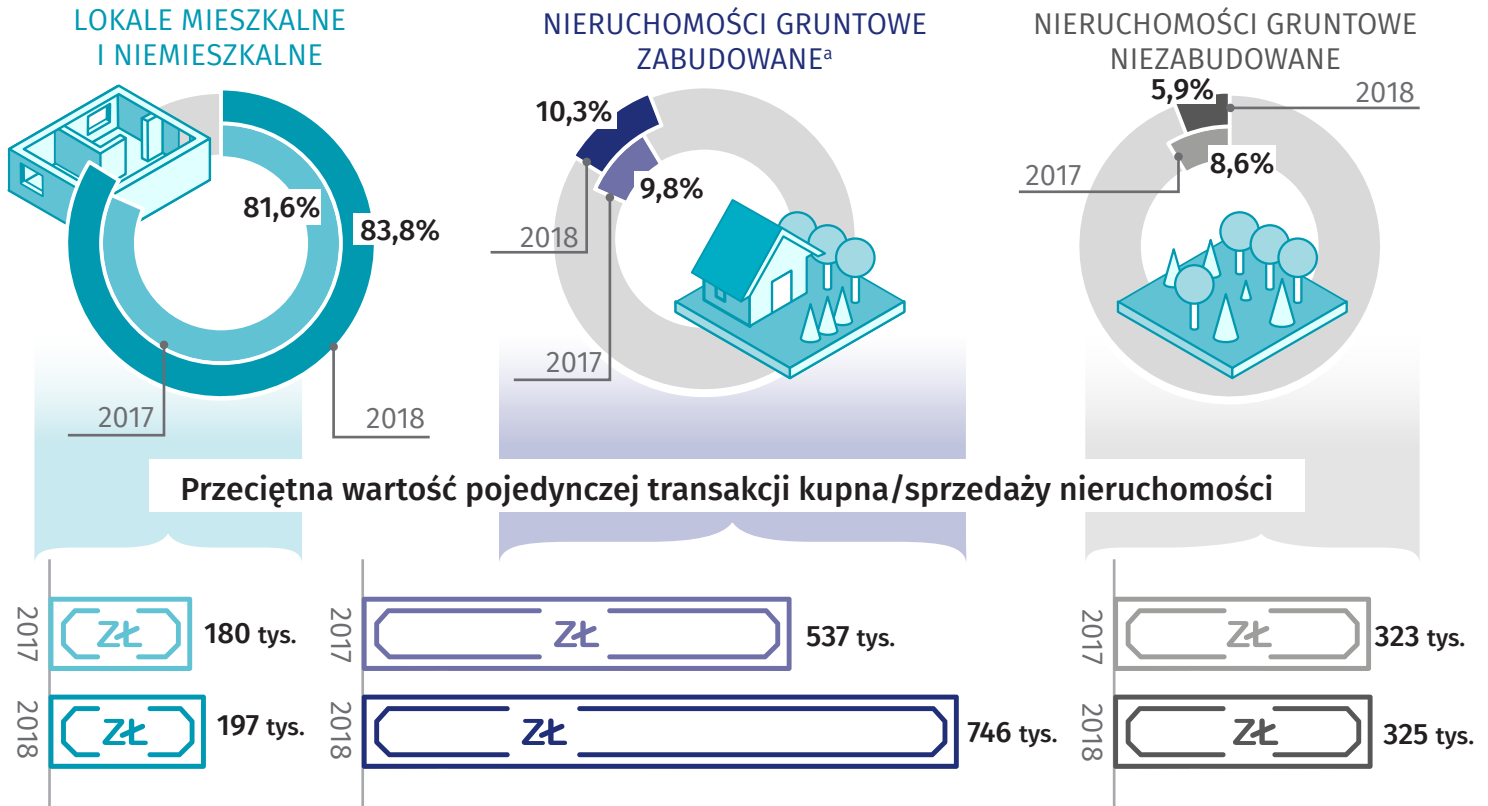 LOKALE MIESZKALNE
I NIEMIESZKALNE
81,6%
83,8%
2017
2018
NIERUCHOMOŚCI GRUNTOWE
ZABUDOWANEᵃ
10,3%
9,8%
2018
2017
NIERUCHOMOŚCI GRUNTOWE
NIEZABUDOWANE
5,9%
2018
8,6%
2017
Przeciętna wartość pojedynczej transakcji kupna/sprzedaży nieruchomości
2017
ZŁ
180 tys.
2018
ZŁ
197 tys.
2017
ZŁ
537 tys.
2018
ZŁ
746 tys.
2017
ZŁ
323 tys.
2018
ZŁ
325 tys.